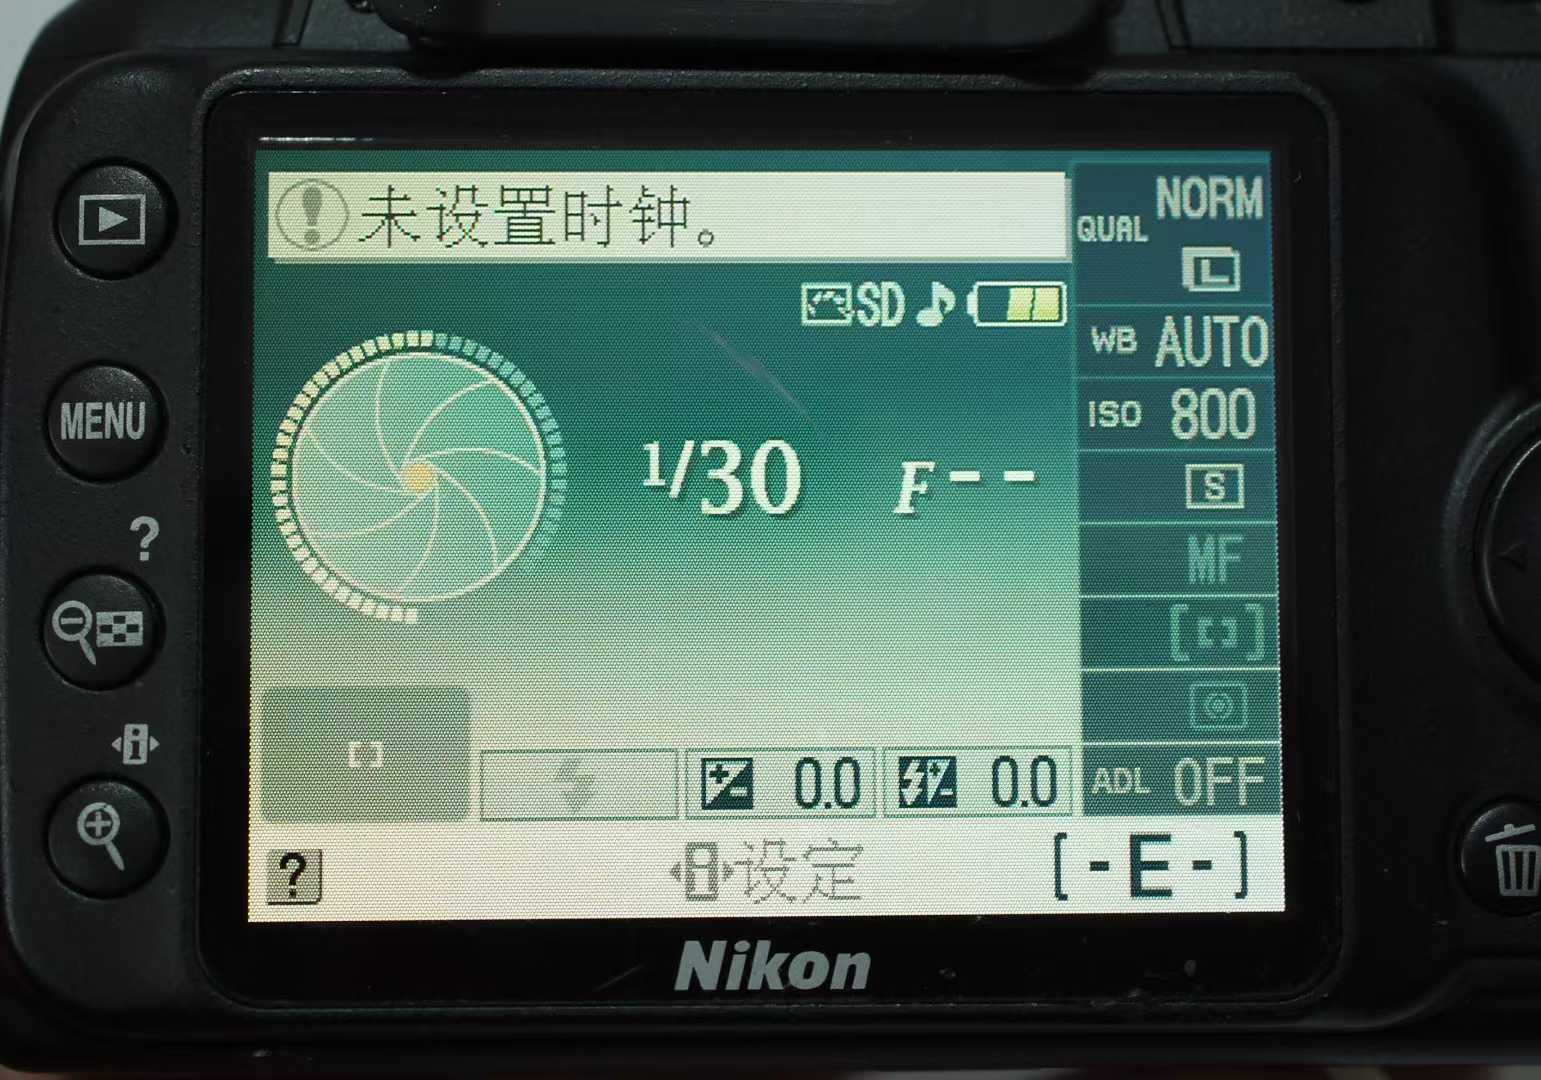 未设置时钟。
NORM
QUAL
L
SD
WB AUTO
ISO 800
1/30 F--
S
MF
MENU
?
0.0 0.0
ADL OFF
? i设定 [-E-]
Nikon